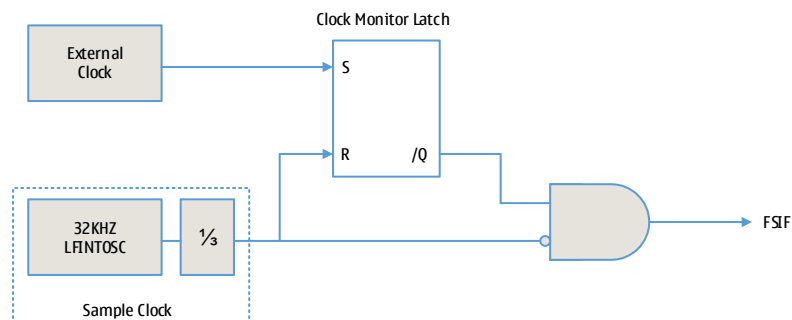 Clock Monitor Latch
External
Clock
S
R
/Q
32KHZ
LFINTOSC
⅓
FSIF
Sample Clock